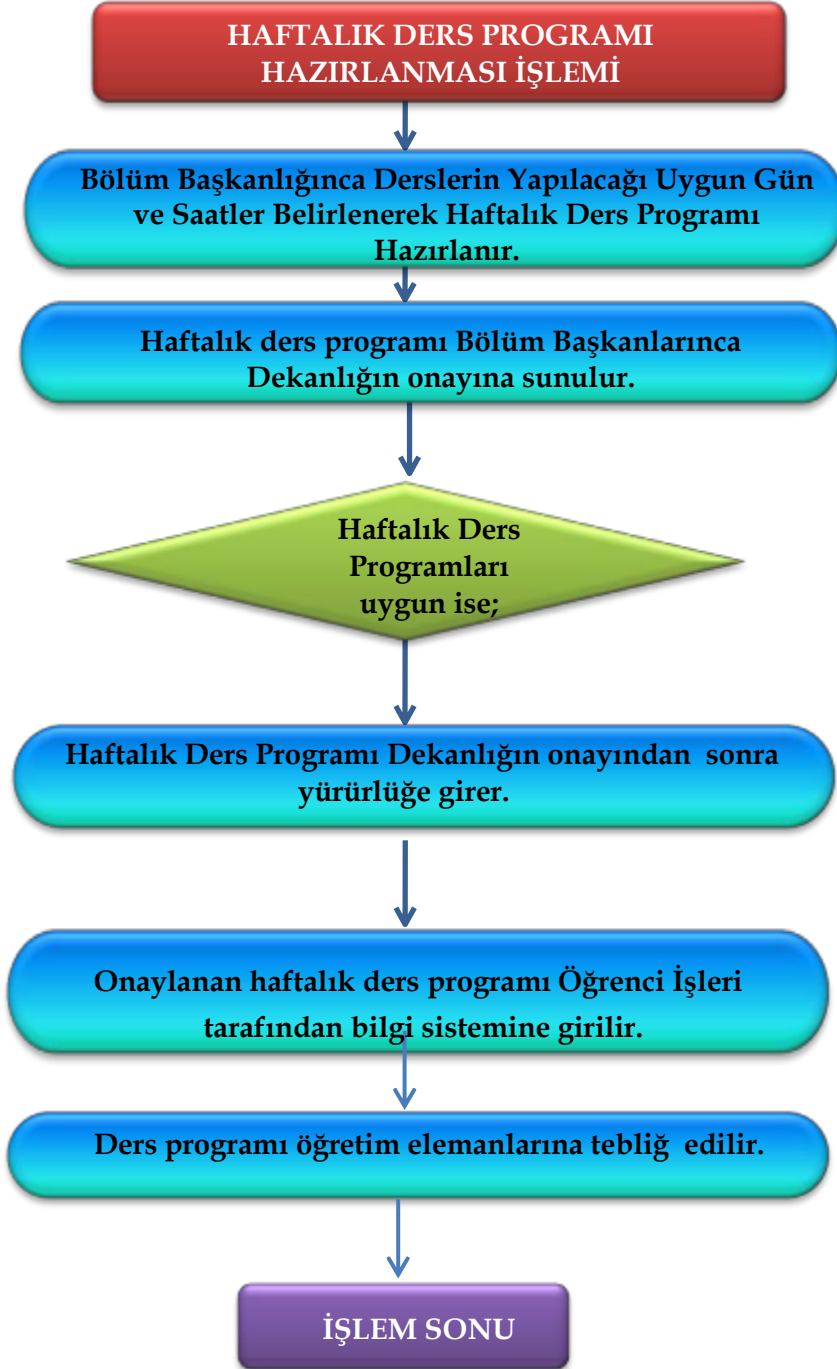 HAFTALIK DERS PROGRAMI
HAZIRLANMASI İŞLEMİ
Bölüm Başkanlığınca Derslerin Yapılacağı Uygun Gün
ve Saatler Belirlenerek Haftalık Ders Programı
Hazırlanır.
Haftalık ders programı Bölüm Başkanlarınca
Dekanlığın onayına sunulur.
Haftalık Ders
Programları
uygun ise;
Haftalık Ders Programı Dekanlığın onayından sonra
yürürlüğe girer.
Onaylanan haftalık ders programı Öğrenci İşleri
tarafından bilgi sistemine girilir.
Ders programı öğretim elemanlarına tebliğ edilir.
İŞLEM SONU